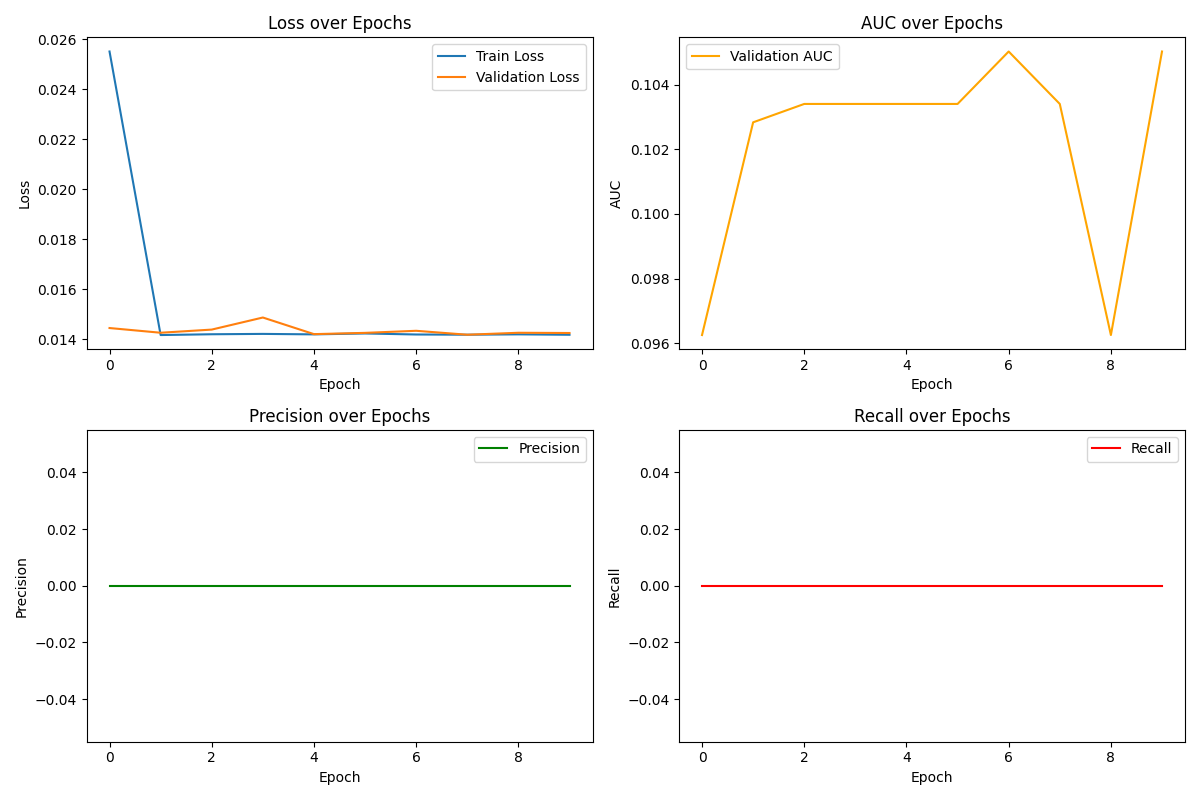 Loss over Epochs
0.026
0.024
0.022
0.020
0.018
0.016
0.014
Loss
Train Loss
Validation Loss
0 2 4 6 8
Epoch
AUC over Epochs
0.104
0.102
0.100
0.098
0.096
AUC
Validation AUC
0 2 4 6 8
Epoch
Precision over Epochs
0.04
0.02
0.00
−0.02
−0.04
Precision
Precision
0 2 4 6 8
Epoch
Recall over Epochs
0.04
0.02
0.00
−0.02
−0.04
Recall
Recall
0 2 4 6 8
Epoch